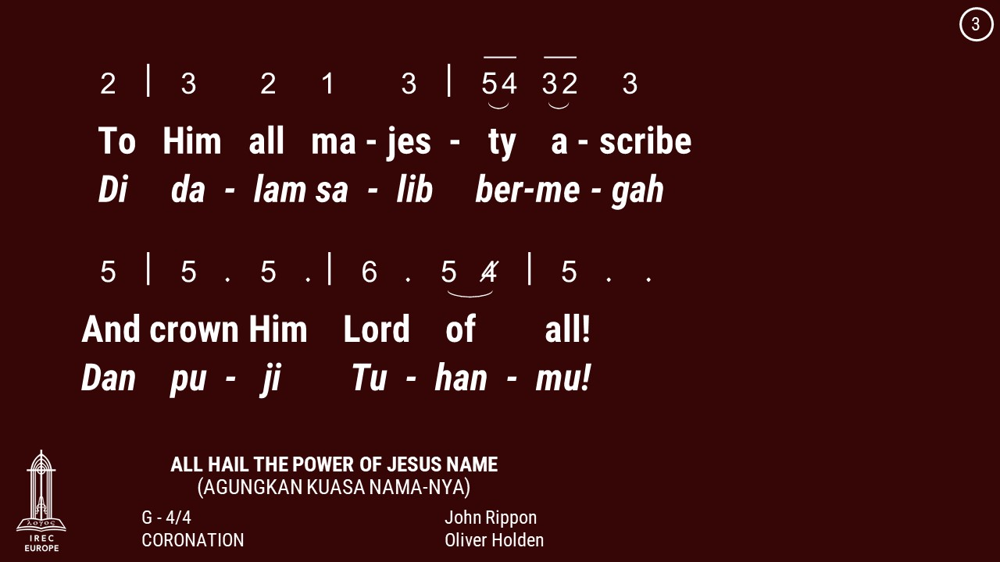 3
2 | 3 2 1 3 | 54 32 3
To Him all ma - jes - ty a - scribe
Di da - lam sa - lib ber-me - gah
5 | 5 . 5 . | 6 . 5 4̸ | 5 . .
And crown Him Lord of all!
Dan pu - ji Tu - han - mu!
ALL HAIL THE POWER OF JESUS NAME
(AGUNGKAN KUASA NAMA-NYA)
G - 4/4 John Rippon
CORONATION Oliver Holden
λογος
IREC
EUROPE